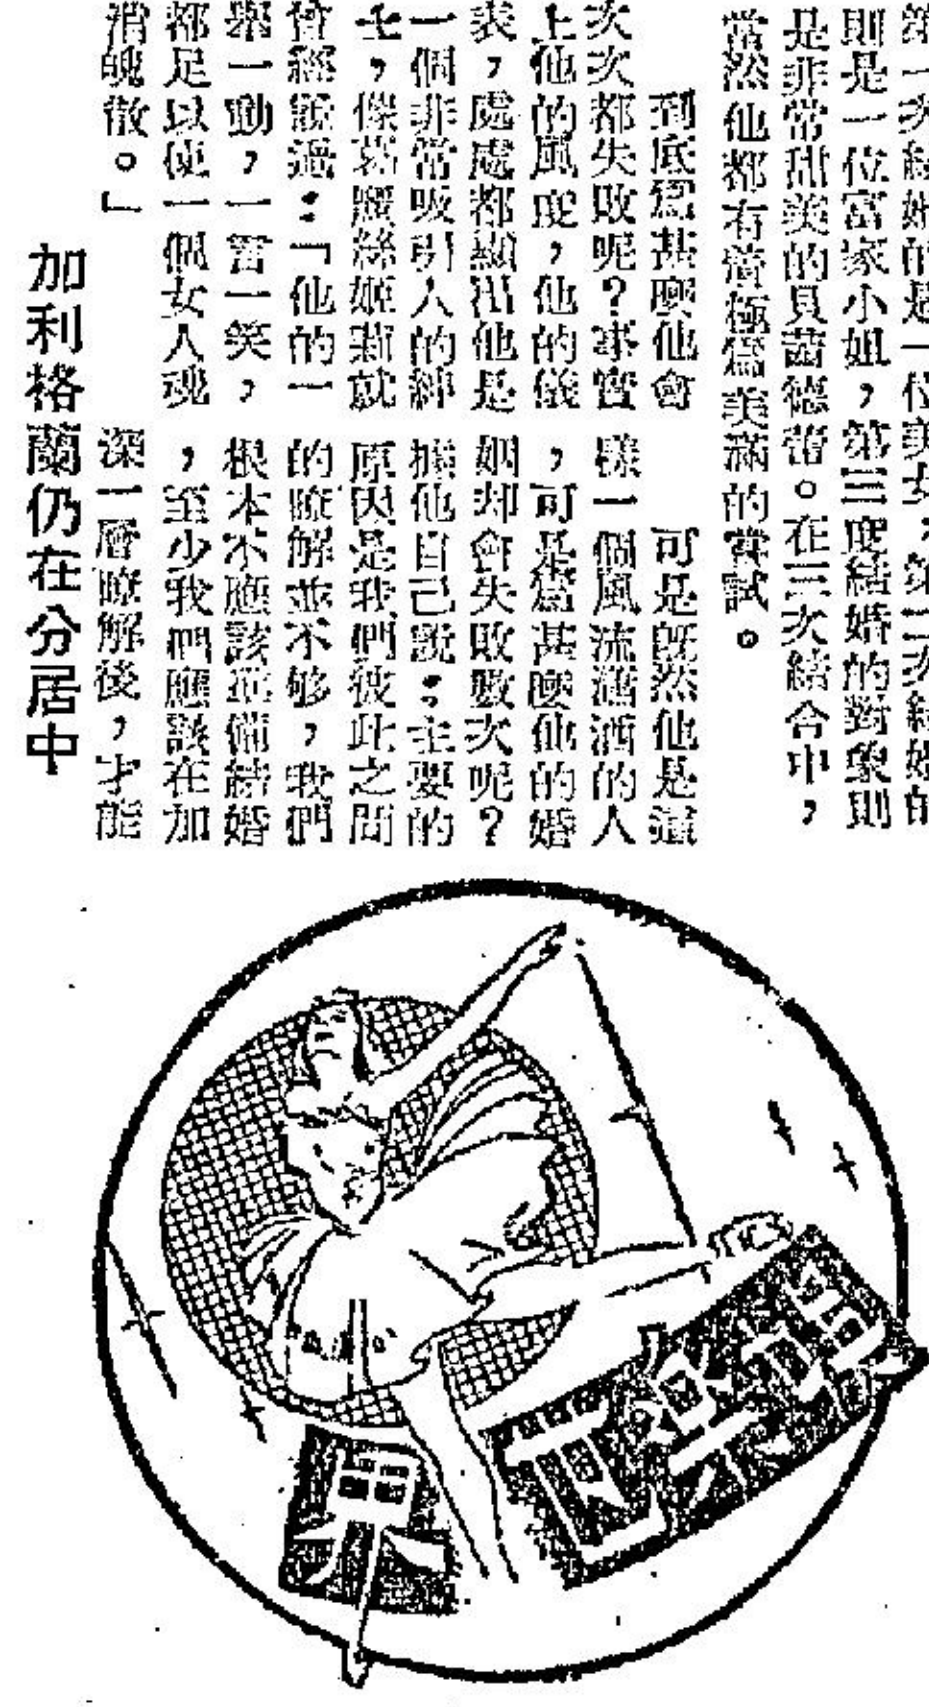 第一次結婚的是一位美女，第二次結婚的
則是一位富家小姐，第三度結婚的對象則
是非常甜美的貝茜德蕾。在三次結合中，
當然他都有着極爲美滿的嘗試。
到底爲甚麼他會
次次都失敗呢？事實
上他的風度，他的儀
表，處處都顯出他是
一個非常吸引人的紳
士，像葛麗絲姬莉就
曾經說過：「他的一
舉一動，一言一笑，
都足以使一個女人魂
消魄散。」
可是旣然他是這
樣一個風流瀟洒的人
，可是爲甚麼他的婚
姻却會失敗數次呢？
據他自己說：主要的
原因是我們彼此之間
的瞭解並不够，我們
根本不應該準備結婚
，至少我們應該在加
深一層瞭解後，才能
加利格蘭仍在分居中